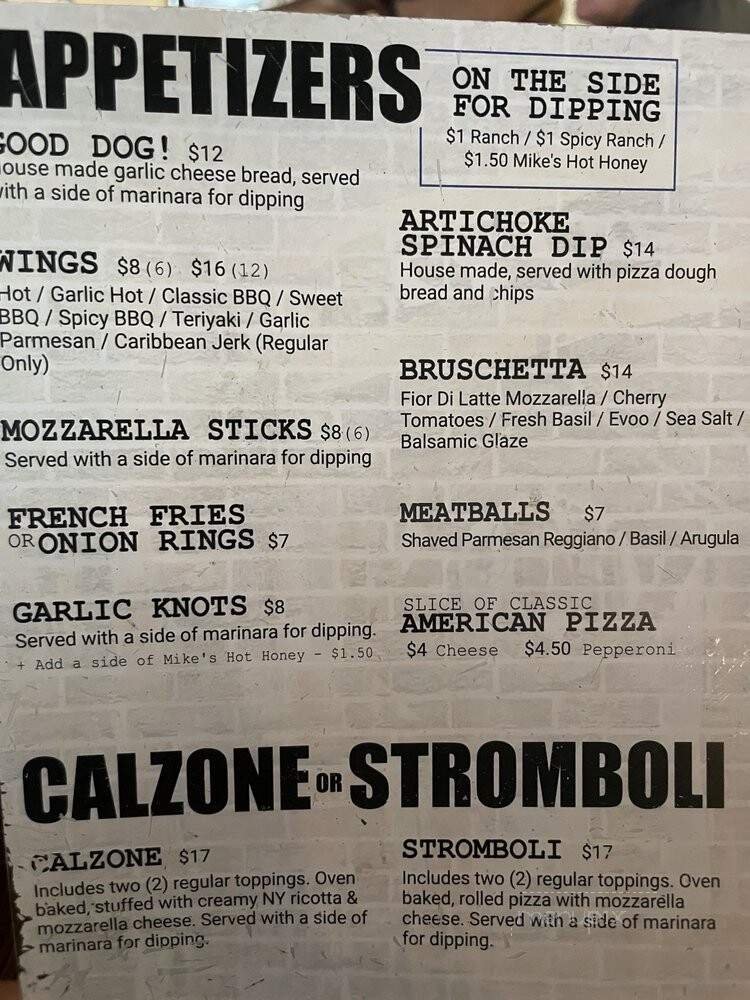 APPETIZERS
GOOD DOG! $12
House made garlic cheese bread, served
with a side of marinara for dipping
WINGS $8 (6) $16 (12)
Hot / Garlic Hot / Classic BBQ / Sweet
BBQ / Spicy BBQ / Teriyaki / Garlic
Parmesan / Caribbean Jerk (Regular
Only)
MOZZARELLA STICKS $8 (6)
Served with a side of marinara for dipping
FRENCH FRIES
OR ONION RINGS $7
GARLIC KNOTS $8
Served with a side of marinara for dipping.
+ Add a side of Mike's Hot Honey - $1.50
ON THE SIDE
FOR DIPPING
$1 Ranch / $1 Spicy Ranch /
$1.50 Mike's Hot Honey
ARTICHOKE
SPINACH DIP $14
House made, served with pizza dough
bread and chips
BRUSCHETTA $14
Fior Di Latte Mozzarella / Cherry
Tomatoes / Fresh Basil / Evoo / Sea Salt /
Balsamic Glaze
MEATBALLS $7
Shaved Parmesan Reggiano / Basil / Arugula
SLICE OF CLASSIC
AMERICAN PIZZA
$4 Cheese $4.50 Pepperoni
CALZONE OR STROMBOLI
CALZONE $17
Includes two (2) regular toppings. Oven
baked, stuffed with creamy NY ricotta &
mozzarella cheese. Served with a side of
marinara for dipping.
STROMBOLI $17
Includes two (2) regular toppings. Oven
baked, rolled pizza with mozzarella
cheese. Served with a side of marinara
for dipping.